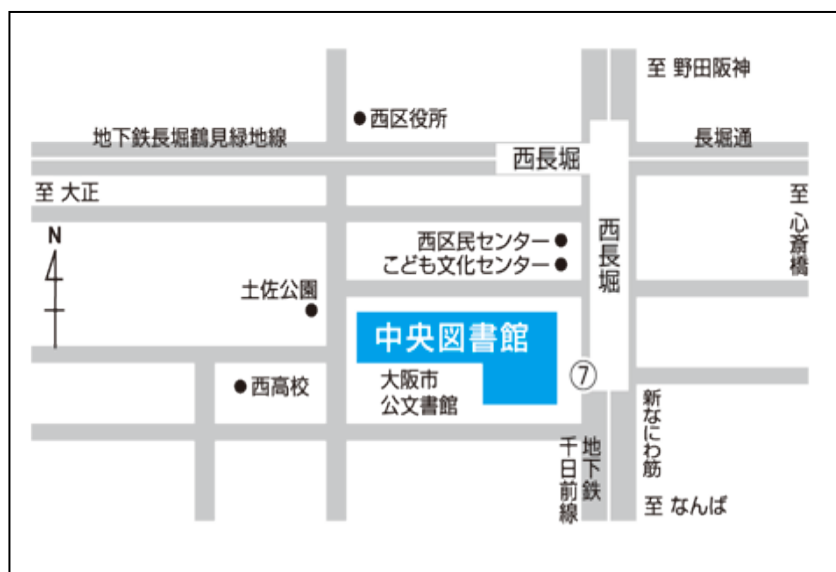 至 野田阪神
西区役所
地下鉄長堀鶴見緑地線
長堀通
西長堀
至 大正
至 心斎橋
N
西区民センター
西長堀
こども文化センター
土佐公園
中央図書館
大阪市
公文書館
⑦
西高校
新なにわ筋
地下鉄
千日前線
至 なんば